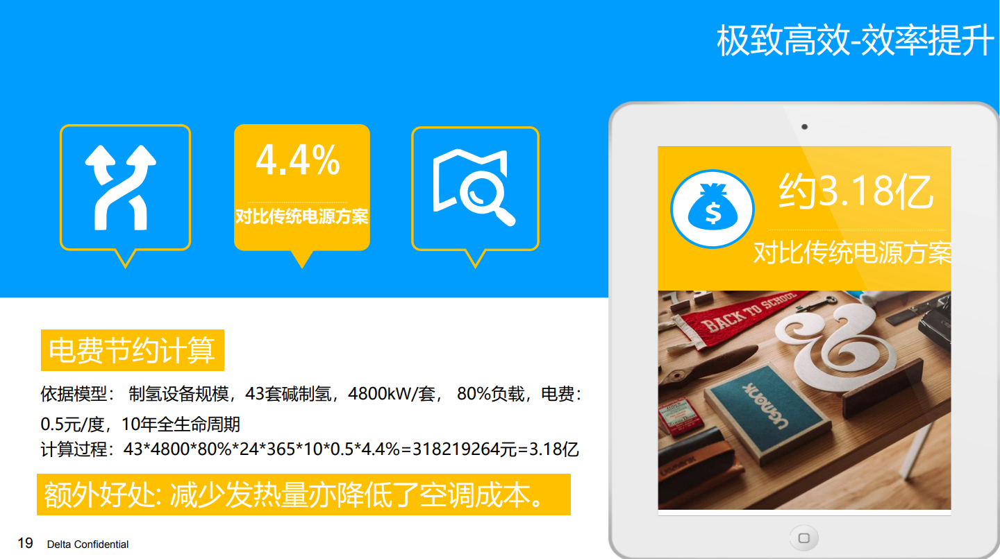 极致高效-效率提升
4.4%
对比传统电源方案
约3.18亿
$
对比传统电源方案
BACK TO SCHOOL
ugmonk
电费节约计算
依据模型： 制氢设备规模，43套碱制氢，4800kW/套， 80%负载，电费：
0.5元/度，10年全生命周期
计算过程：43*4800*80%*24*365*10*0.5*4.4%=318219264元=3.18亿
额外好处: 减少发热量亦降低了空调成本。
19 Delta Confidential